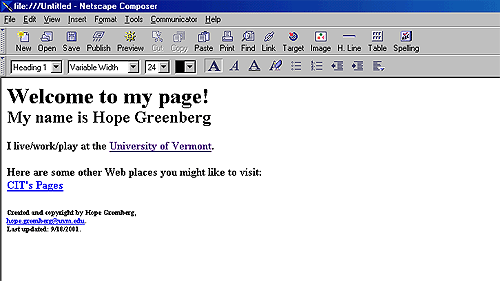 file:///Untitled - Netscape Composer
File Edit View Insert Format Tools Communicator Help
New Open Save Publish Preview Cut Copy Paste Print Find Link Target Image H. Line Table Spelling
Heading 1 Variable Width 24 A A A
Welcome to my page!
My name is Hope Greenberg
I live/work/play at the University of Vermont.
Here are some other Web places you might like to visit:
CIT's Pages
Created and copyright by Hope Greenberg,
hope.greenberg@uvm.edu.
Last updated: 9/10/2001.